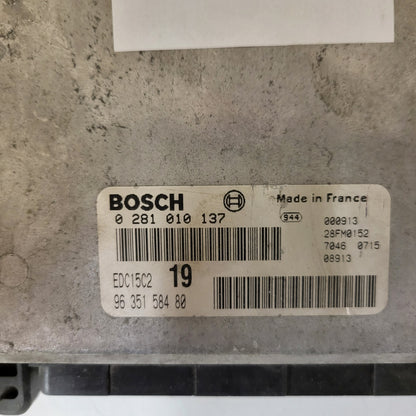 BOSCH Made in France
0 281 010 137 944 000913
28FM0152
7046 0715
08913
EDC15C2 19
96 351 584 80